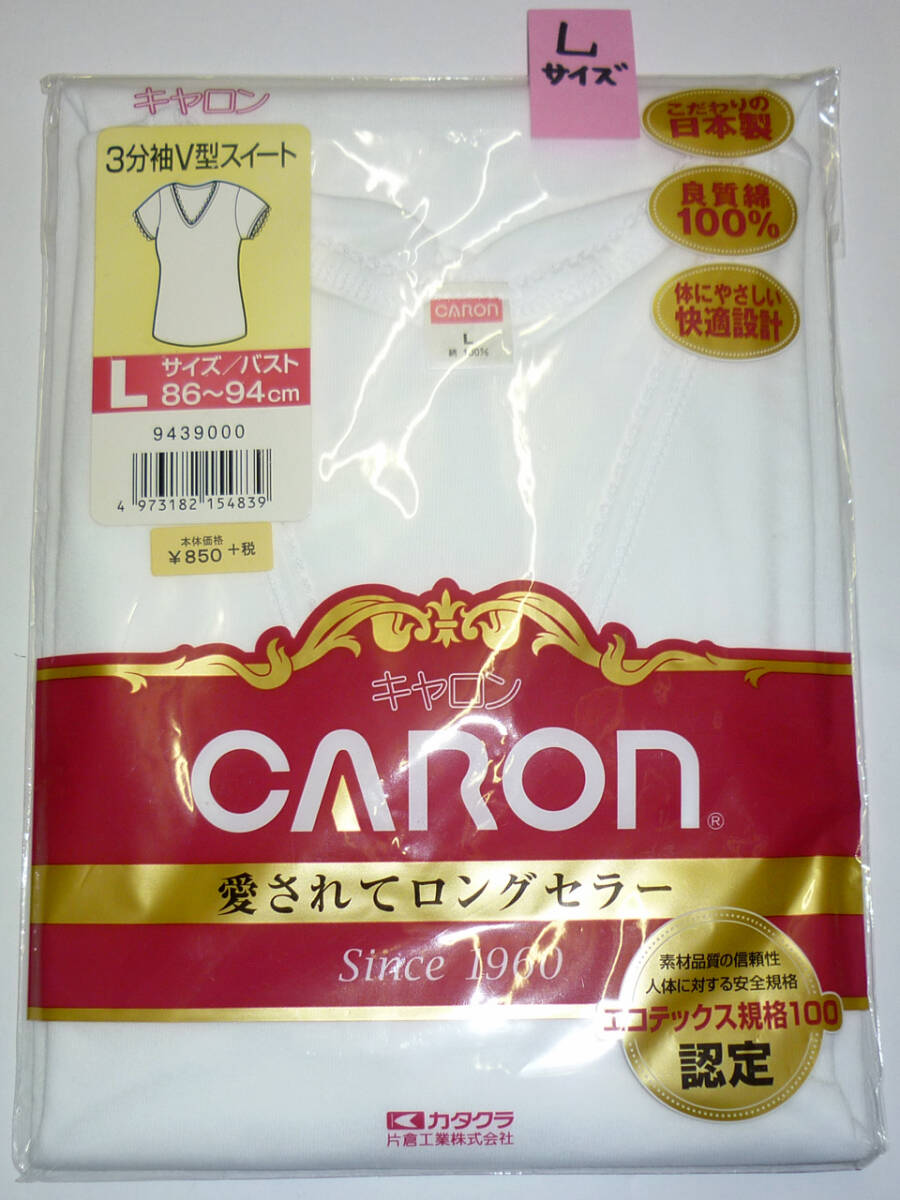 L
サイズ
キャロン
3分袖V型スイート
L サイズ/バスト
86～94cm
9439000
4 973182 154839
本体価格
¥850+税
こだわりの
日本製
良質綿
100%
体にやさしい
快適設計
CARON
L
綿 100%
キャロン
CARON®
愛されてロングセラー
Since 1960
素材品質の信頼性
人体に対する安全規格
エコテックス規格100
認定
カタクラ
片倉工業株式会社